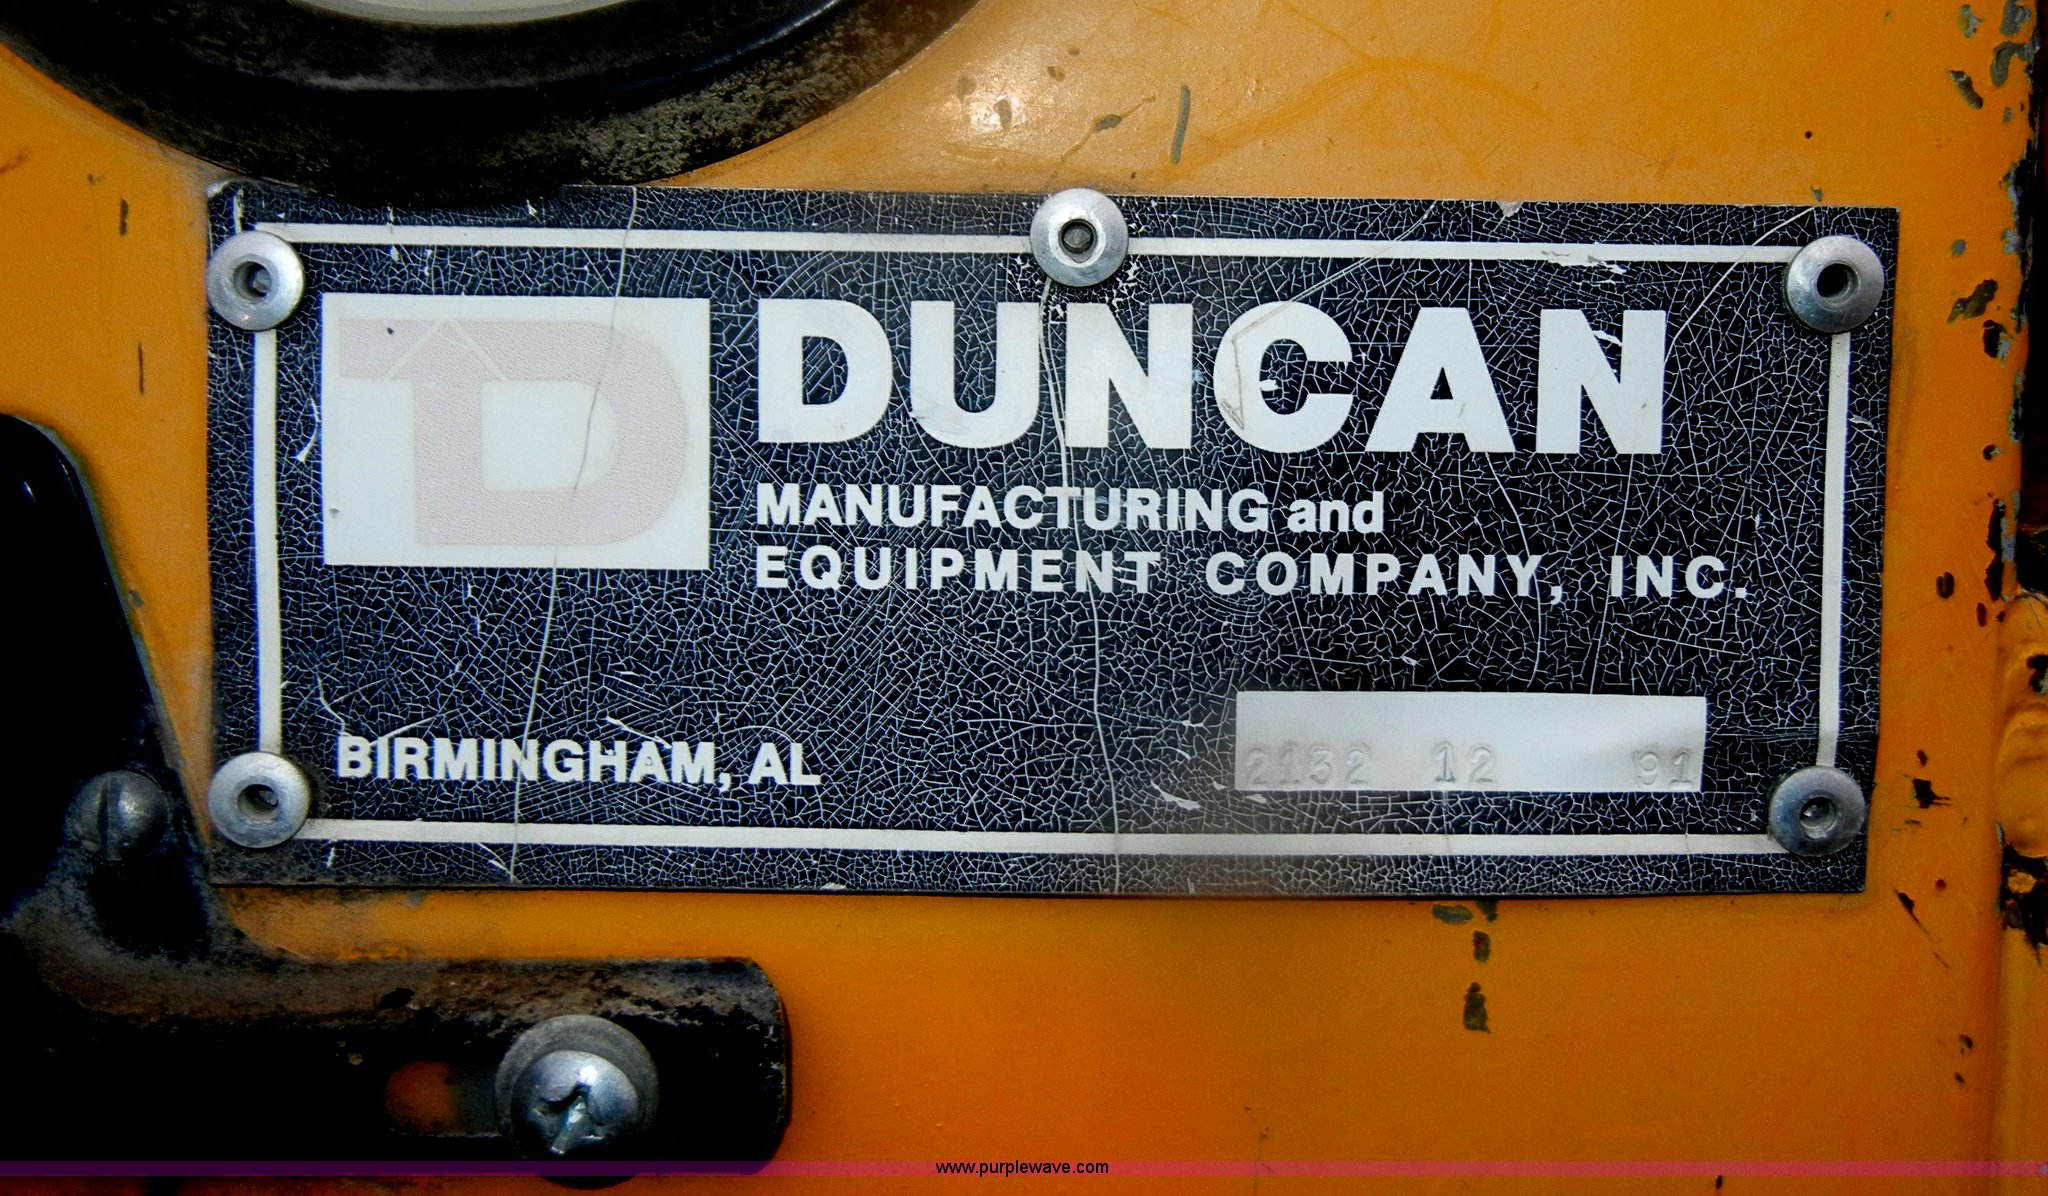 DUNCAN
MANUFACTURING and
EQUIPMENT COMPANY, INC.
BIRMINGHAM, AL
2132 12 91
www.purplewave.com